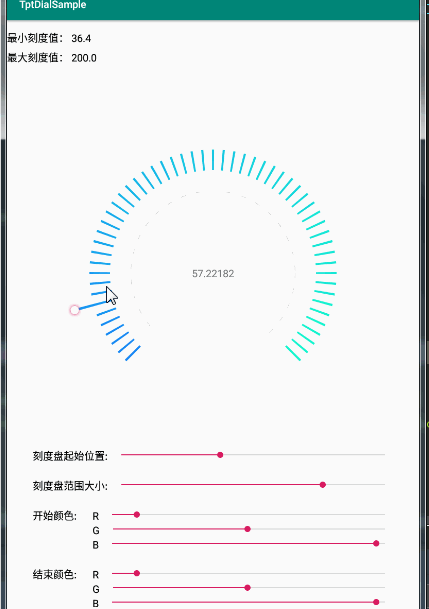 TptDialSample
最小刻度值： 36.4
最大刻度值： 200.0
57.22182
刻度盘起始位置:
刻度盘范围大小:
开始颜色: R
G
B
结束颜色: R
G
B